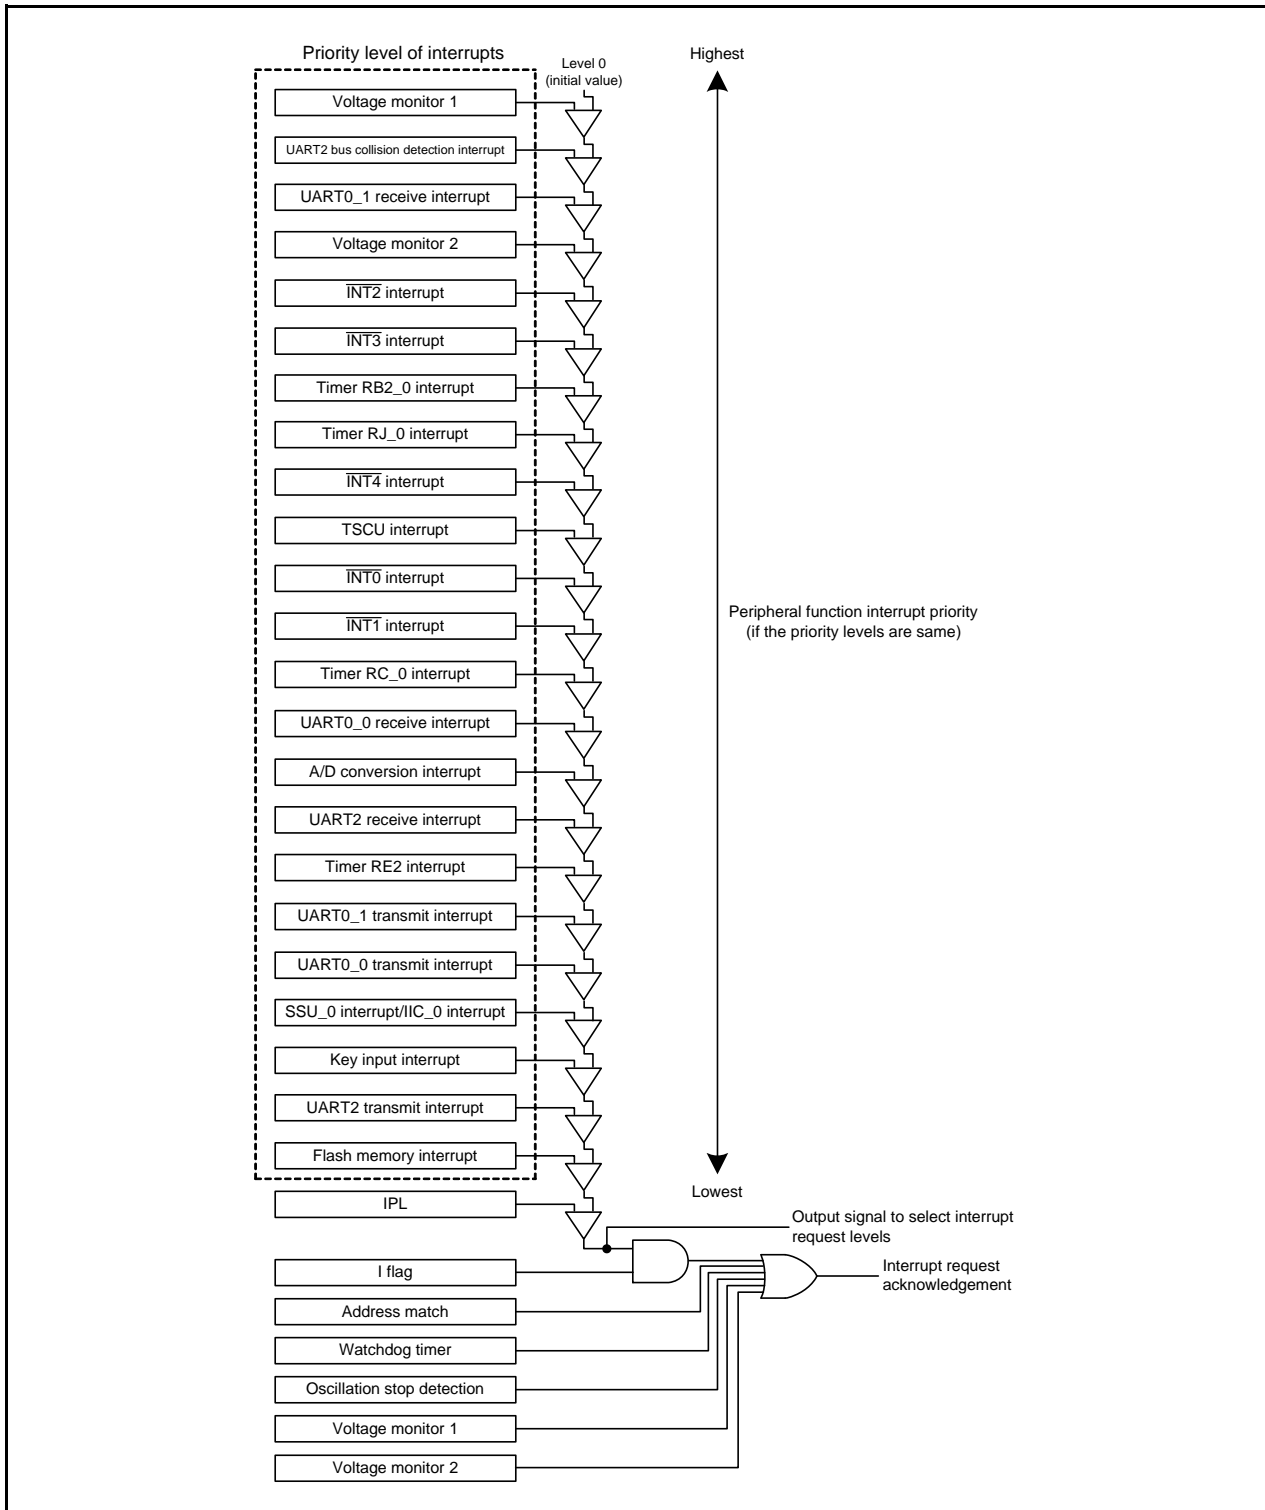 Priority level of interrupts
Level 0
(initial value)
Highest
Voltage monitor 1
UART2 bus collision detection interrupt
UART0_1 receive interrupt
Voltage monitor 2
INT2 interrupt
INT3 interrupt
Timer RB2_0 interrupt
Timer RJ_0 interrupt
INT4 interrupt
TSCU interrupt
INT0 interrupt
INT1 interrupt
Peripheral function interrupt priority
(if the priority levels are same)
Timer RC_0 interrupt
UART0_0 receive interrupt
A/D conversion interrupt
UART2 receive interrupt
Timer RE2 interrupt
UART0_1 transmit interrupt
UART0_0 transmit interrupt
SSU_0 interrupt/IIC_0 interrupt
Key input interrupt
UART2 transmit interrupt
Flash memory interrupt
Lowest
IPL
Output signal to select interrupt
request levels
I flag
Interrupt request
acknowledgement
Address match
Watchdog timer
Oscillation stop detection
Voltage monitor 1
Voltage monitor 2